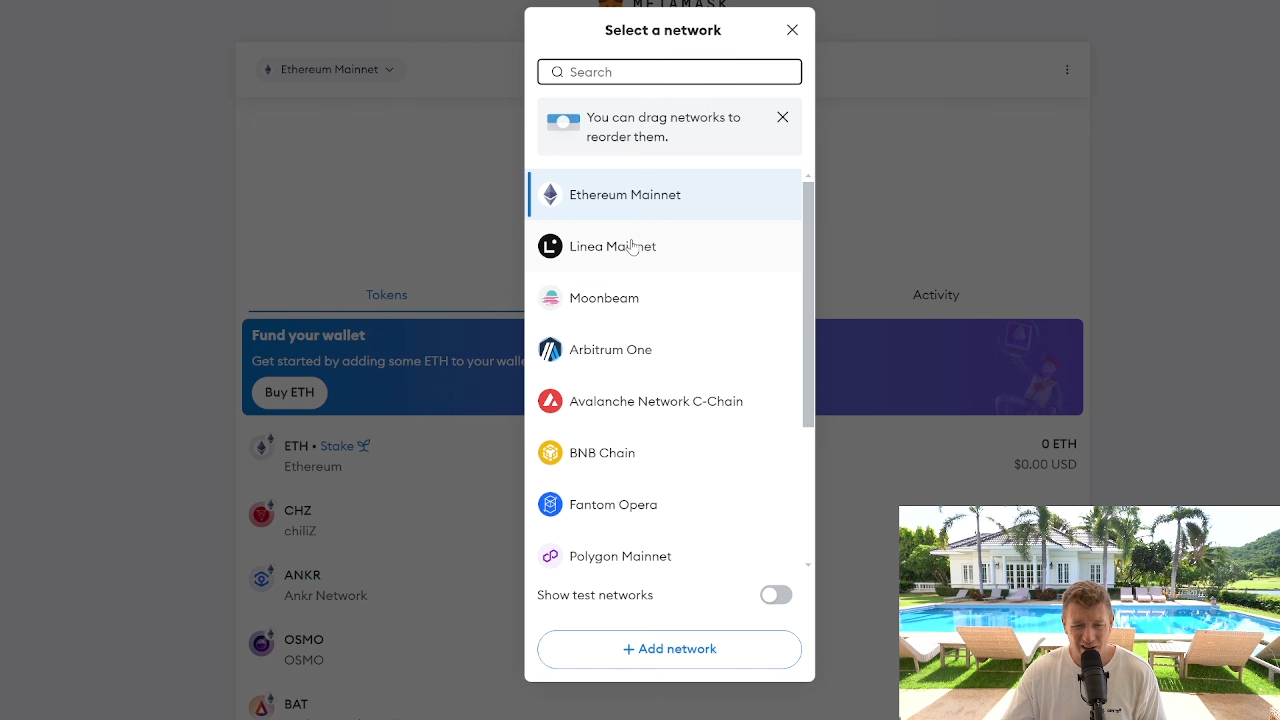 METAMASK
Select a network
Ethereum Mainnet
Search
You can drag networks to
reorder them.
Ethereum Mainnet
Linea Mainnet
Moonbeam
Tokens
Activity
Fund your wallet
Get started by adding some ETH to your walle
Buy ETH
Arbitrum One
Avalanche Network C-Chain
ETH • Stake
Ethereum
0 ETH
$0.00 USD
BNB Chain
CHZ
chiliZ
Fantom Opera
Polygon Mainnet
ANKR
Ankr Network
Show test networks
OSMO
OSMO
+ Add network
BAT